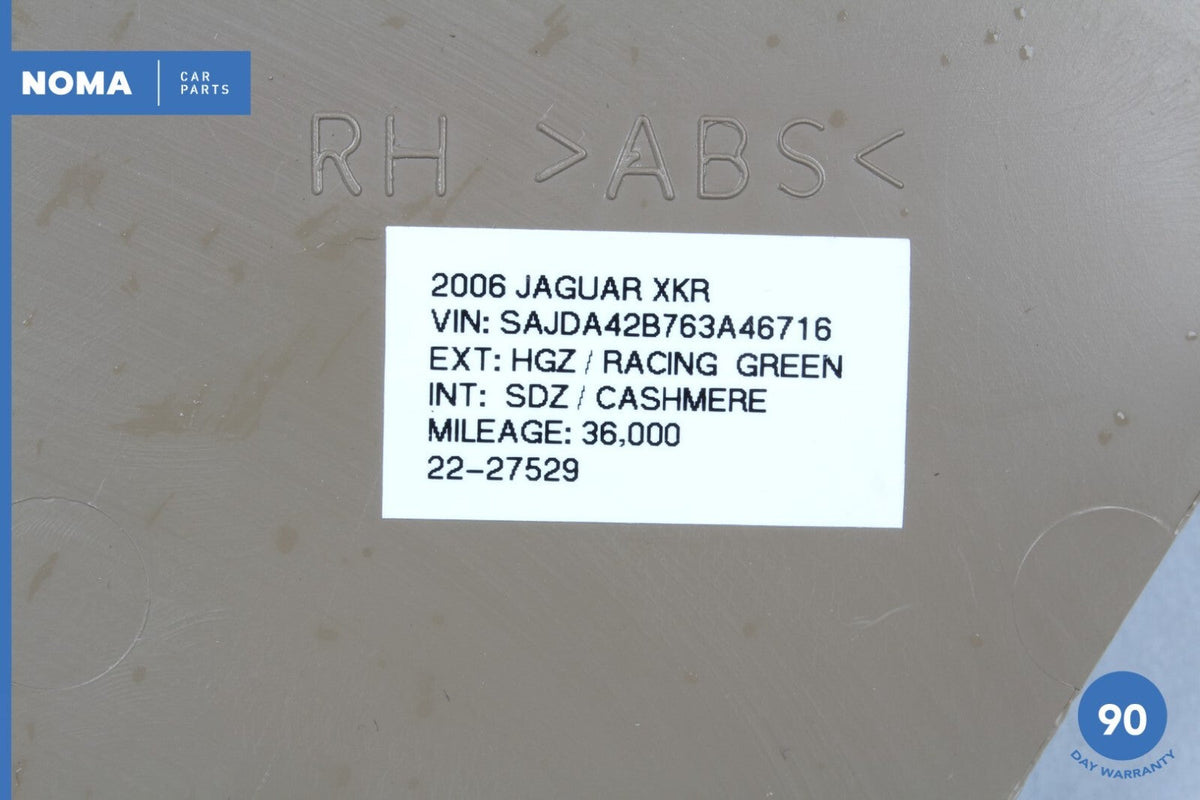 NOMA
CAR
PARTS
RH >ABS<
2006 JAGUAR XKR
VIN: SAJDA42B763A46716
EXT: HGZ / RACING GREEN
INT: SDZ / CASHMERE
MILEAGE: 36,000
22-27529
90
DAY WARRANTY